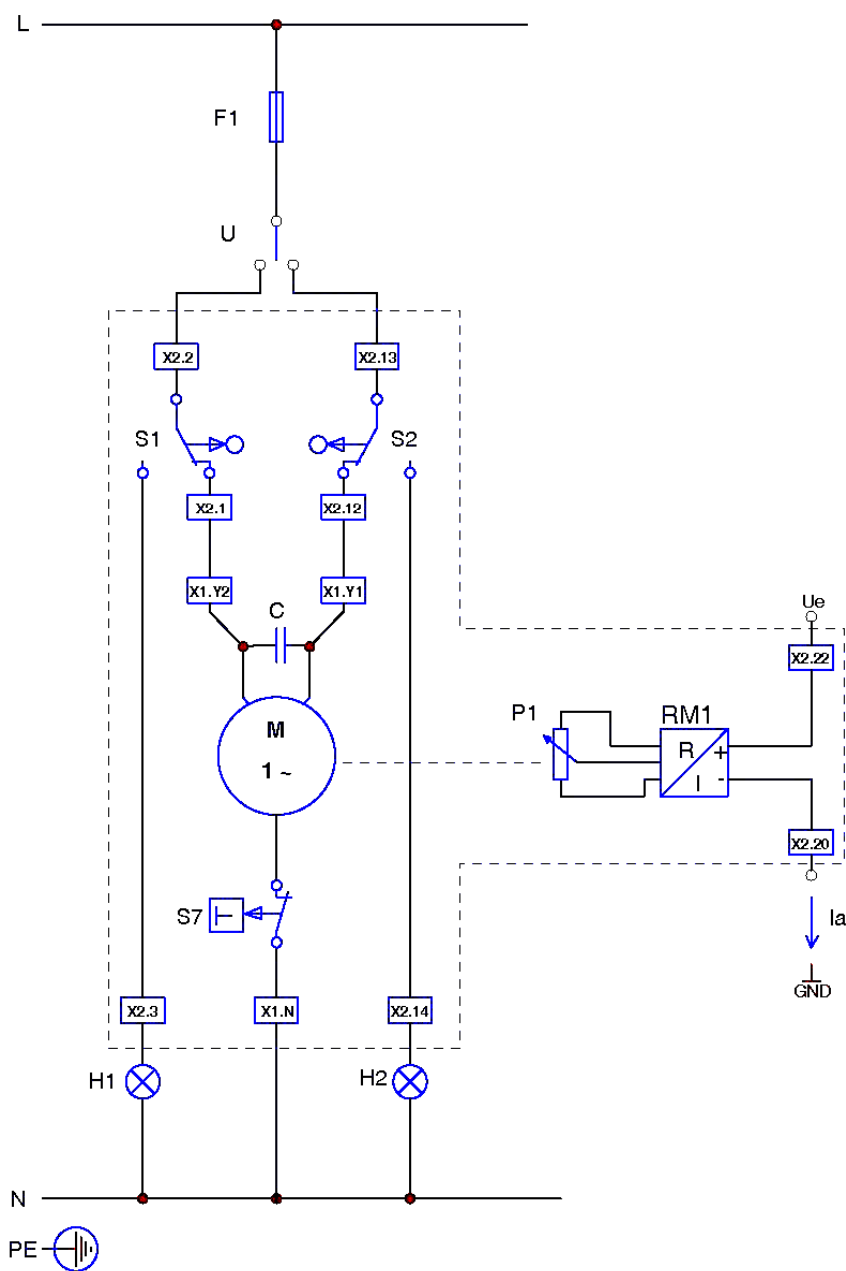 L
F1
U
X2.2
X2.13
S1
S2
X2.1
X2.12
X1.Y2
X1.Y1
C
Ue
X2.22
M
1 ~
P1
RM1
R
+
I
-
X2.20
S7
Ia
GND
X2.3
X1.N
X2.14
H1
H2
N
PE